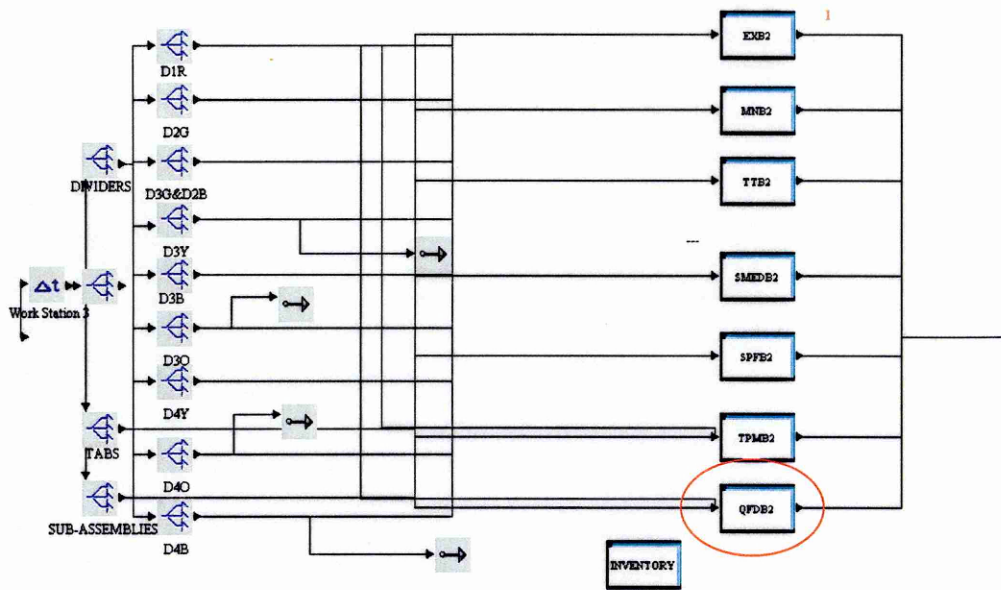 1
EXB2
D1R
D2G
MNB2
DIVIDERS
D3G&D2B
TTB2
D3Y
Δt
Work Station 3
D3B
SMEDB2
D3O
SPFB2
D4Y
TABS
TPMB2
D4O
QFDB2
SUB-ASSEMBLIES
D4B
INVENTORY